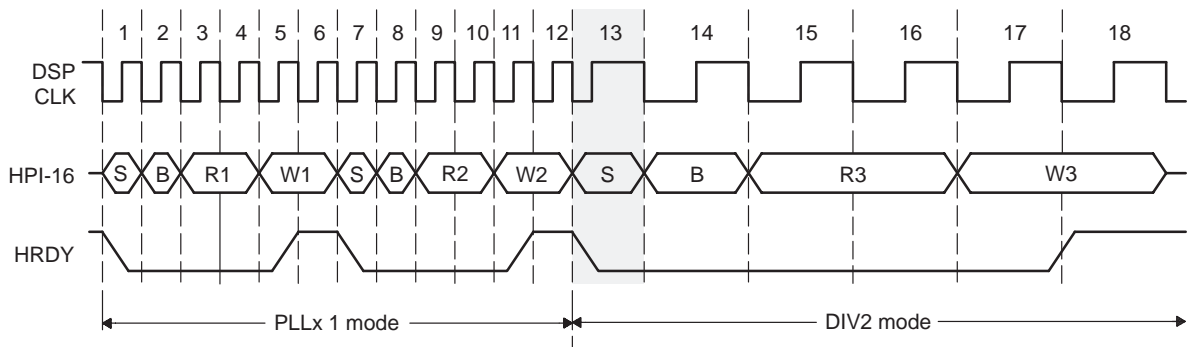 1 2 3 4 5 6 7 8 9 10 11 12 13 14 15 16 17 18
DSP
CLK
HPI-16 S B R1 W1 S B R2 W2 S B R3 W3
HRDY
PLLx 1 mode DIV2 mode